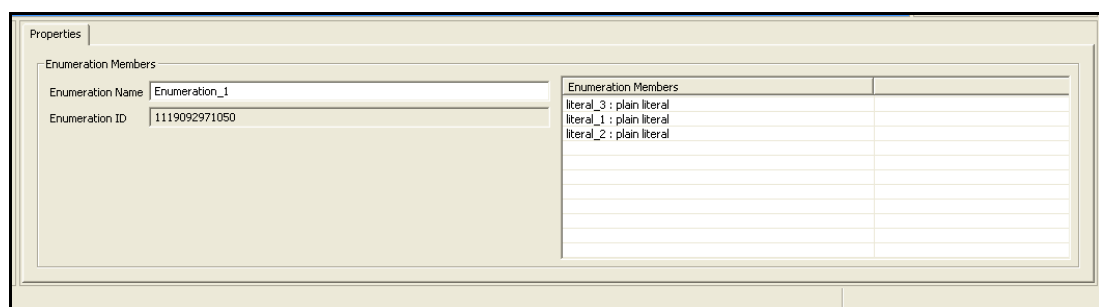 Properties
Enumeration Members
Enumeration Name Enumeration_1
Enumeration ID 1119092971050
Enumeration Members
literal_3 : plain literal
literal_1 : plain literal
literal_2 : plain literal